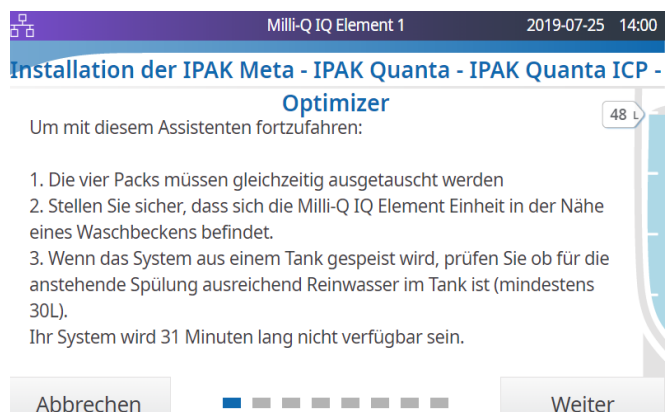 Milli-Q IQ Element 1 2019-07-25 14:00
Installation der IPAK Meta - IPAK Quanta - IPAK Quanta ICP -
Optimizer
48 L
Um mit diesem Assistenten fortzufahren:
1. Die vier Packs müssen gleichzeitig ausgetauscht werden
2. Stellen Sie sicher, dass sich die Milli-Q IQ Element Einheit in der Nähe
eines Waschbeckens befindet.
3. Wenn das System aus einem Tank gespeist wird, prüfen Sie ob für die
anstehende Spülung ausreichend Reinwasser im Tank ist (mindestens
30L).
Ihr System wird 31 Minuten lang nicht verfügbar sein.
Abbrechen Weiter